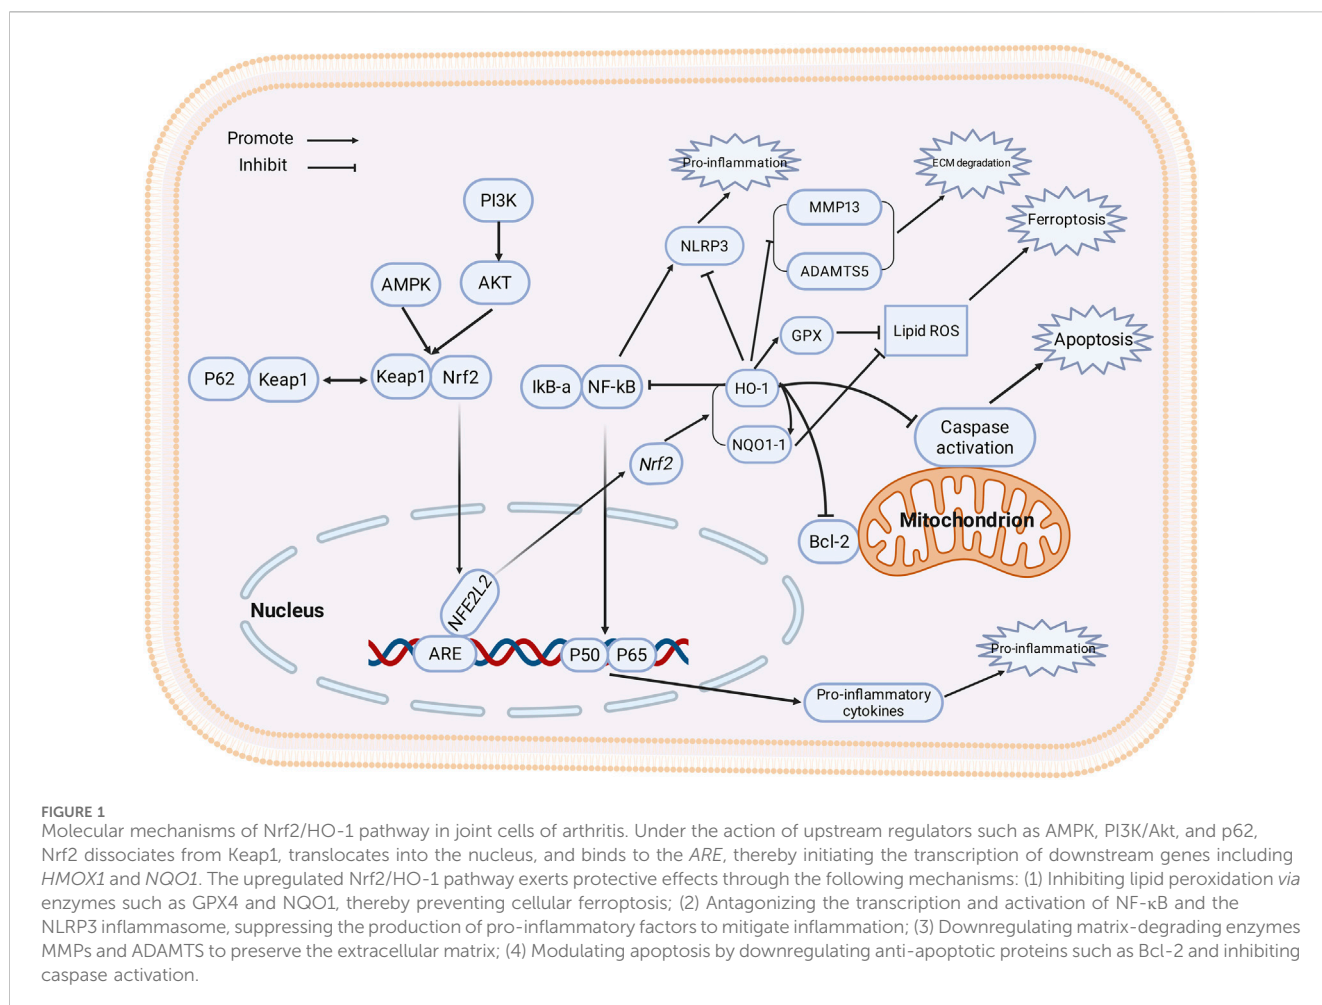 Promote
Inhibit
PI3K
AMPK
AKT
P62
Keap1
Keap1
Nrf2
Pro-inflammation
NLRP3
MMP13
ADAMTS5
ECM degradation
Ferroptosis
GPX
Lipid ROS
Apoptosis
IkB-a
NF-kB
HO-1
NQO1-1
Nrf2
Caspase
activation
Mitochondrion
Bcl-2
Nucleus
NFE2L2
ARE
P50
P65
Pro-inflammatory
cytokines
Pro-inflammation
FIGURE 1
Molecular mechanisms of Nrf2/HO-1 pathway in joint cells of arthritis. Under the action of upstream regulators such as AMPK, PI3K/Akt, and p62,
Nrf2 dissociates from Keap1, translocates into the nucleus, and binds to the ARE, thereby initiating the transcription of downstream genes including
HMOX1 and NQO1. The upregulated Nrf2/HO-1 pathway exerts protective effects through the following mechanisms: (1) Inhibiting lipid peroxidation via
enzymes such as GPX4 and NQO1, thereby preventing cellular ferroptosis; (2) Antagonizing the transcription and activation of NF-κB and the
NLRP3 inflammasome, suppressing the production of pro-inflammatory factors to mitigate inflammation; (3) Downregulating matrix-degrading enzymes
MMPs and ADAMTS to preserve the extracellular matrix; (4) Modulating apoptosis by downregulating anti-apoptotic proteins such as Bcl-2 and inhibiting
caspase activation.